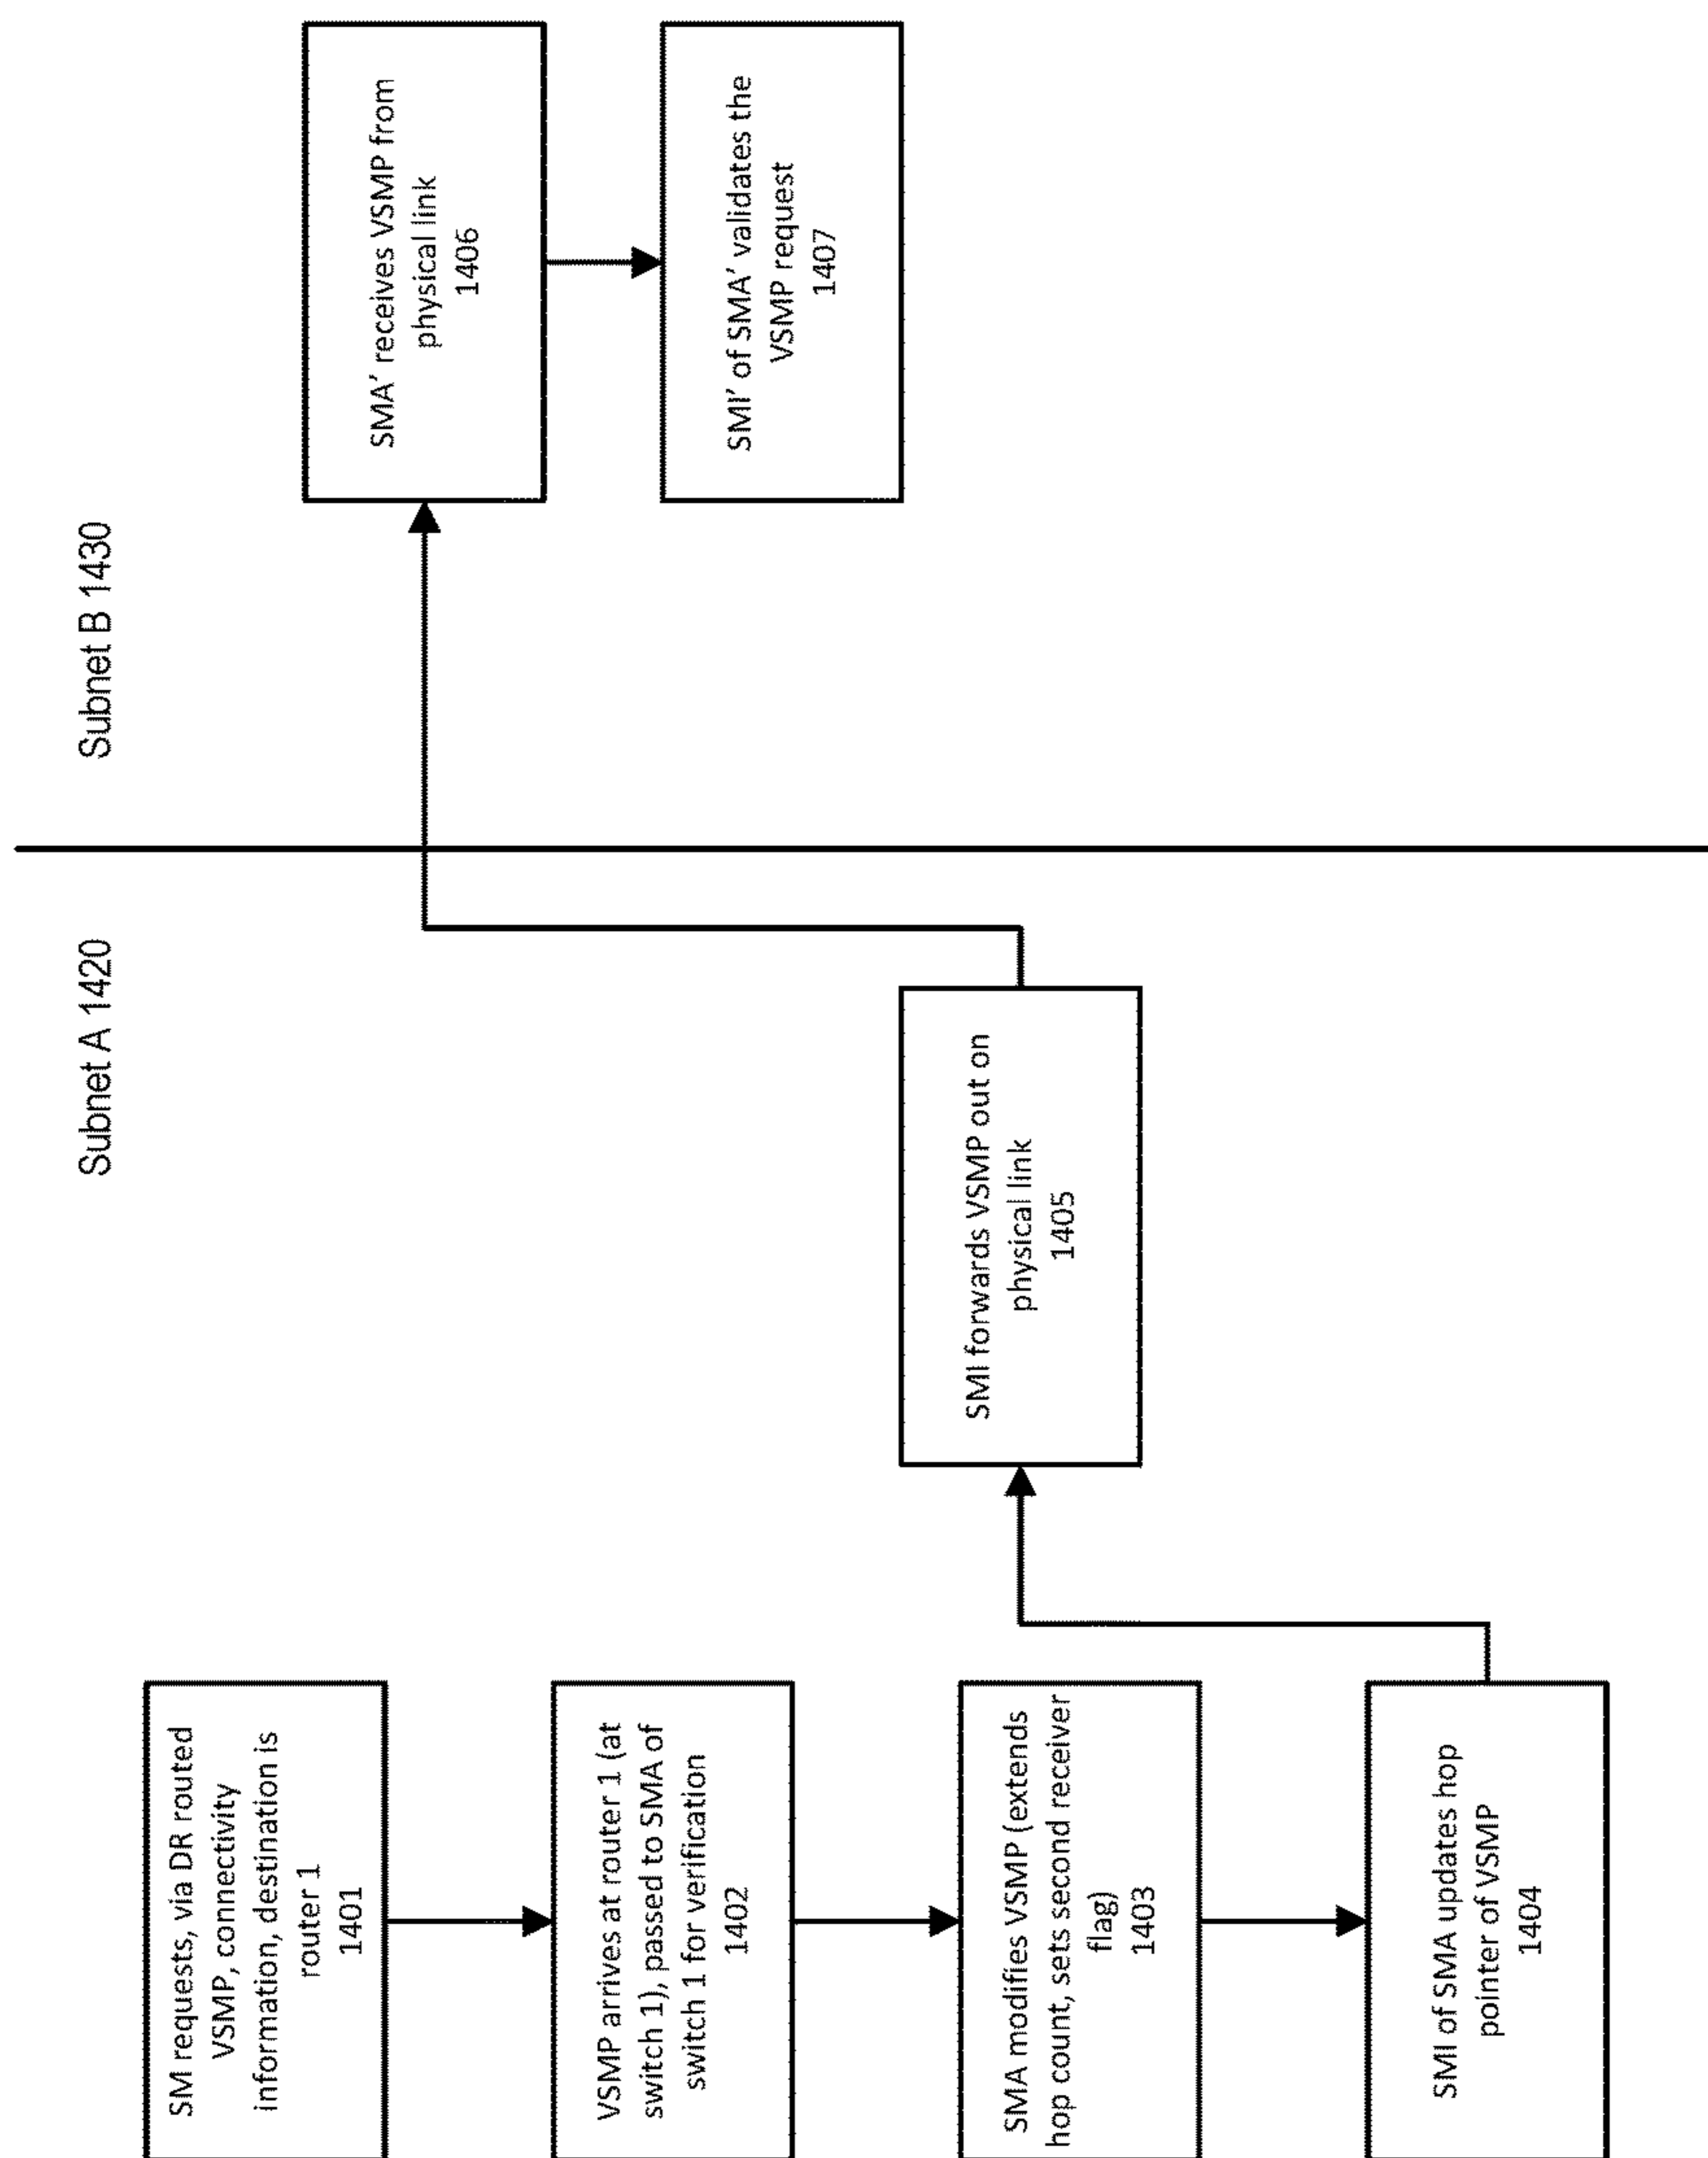 Subnet A 1420
Subnet B 1430
SM requests, via DR routed
VSMP, connectivity
information, destination is
router 1
1401
VSMP arrives at router 1 (at
switch 1), passed to SMA of
switch 1 for verification
1402
SMA modifies VSMP (extends
hop count, sets second receiver
flag)
1403
SMI of SMA updates hop
pointer of VSMP
1404
SMI forwards VSMP out on
physical link
1405
SMA' receives VSMP from
physical link
1406
SMI' of SMA' validates the
VSMP request
1407